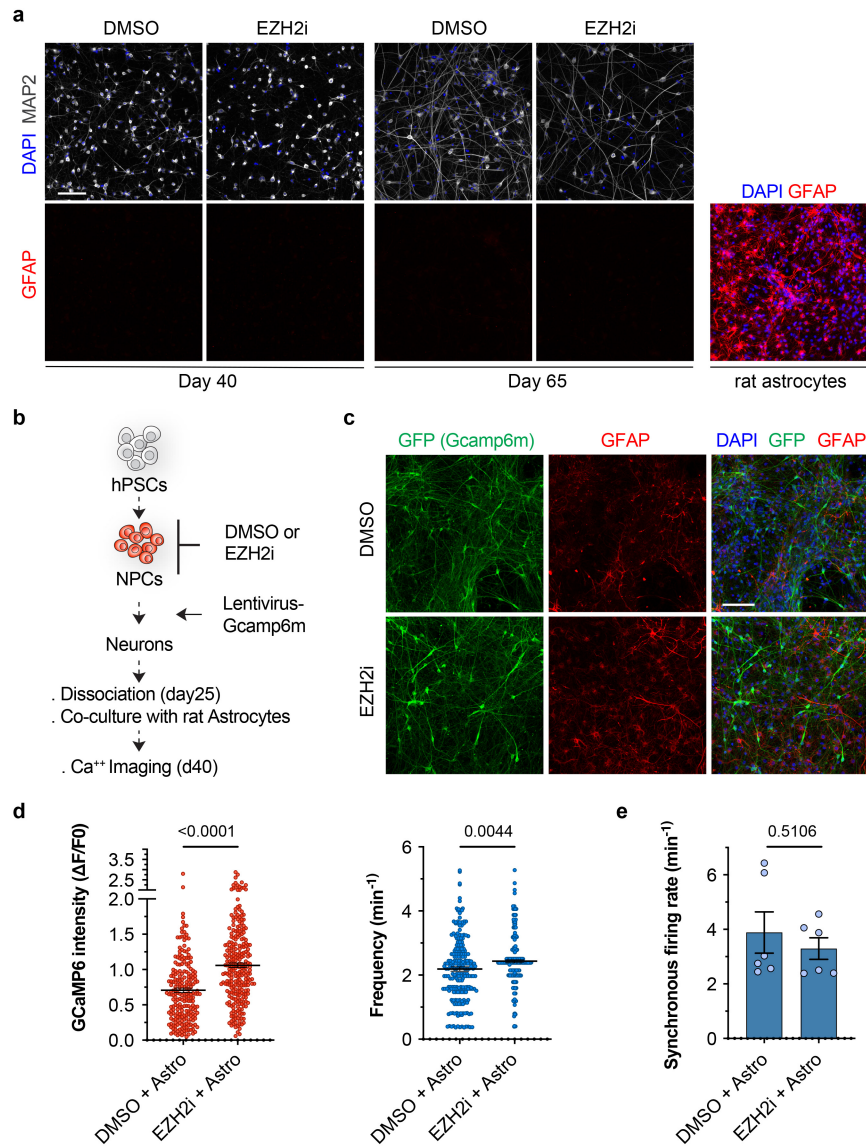 a
DMSO
EZH2i
DMSO
EZH2i
DAPI MAP2
DAPI GFAP
GFAP
Day 40
Day 65
rat astrocytes
b
hPSCs
NPCs
DMSO or
EZH2i
Lentivirus-
Gcamp6m
Neurons
. Dissociation (day25)
. Co-culture with rat Astrocytes
. Ca++ Imaging (d40)
c
GFP (Gcamp6m)
GFAP
DAPI GFP GFAP
DMSO
EZH2i
d
<0.0001
GCaMP6 intensity (ΔF/F0)
3.5
2.5
2.0
1.5
1.0
0.5
0.0
DMSO + Astro
EZH2i + Astro
0.0044
Frequency (min-1)
6
4
2
0
DMSO + Astro
EZH2i + Astro
e
0.5106
Synchronous firing rate (min-1)
6
4
2
0
DMSO + Astro
EZH2i + Astro